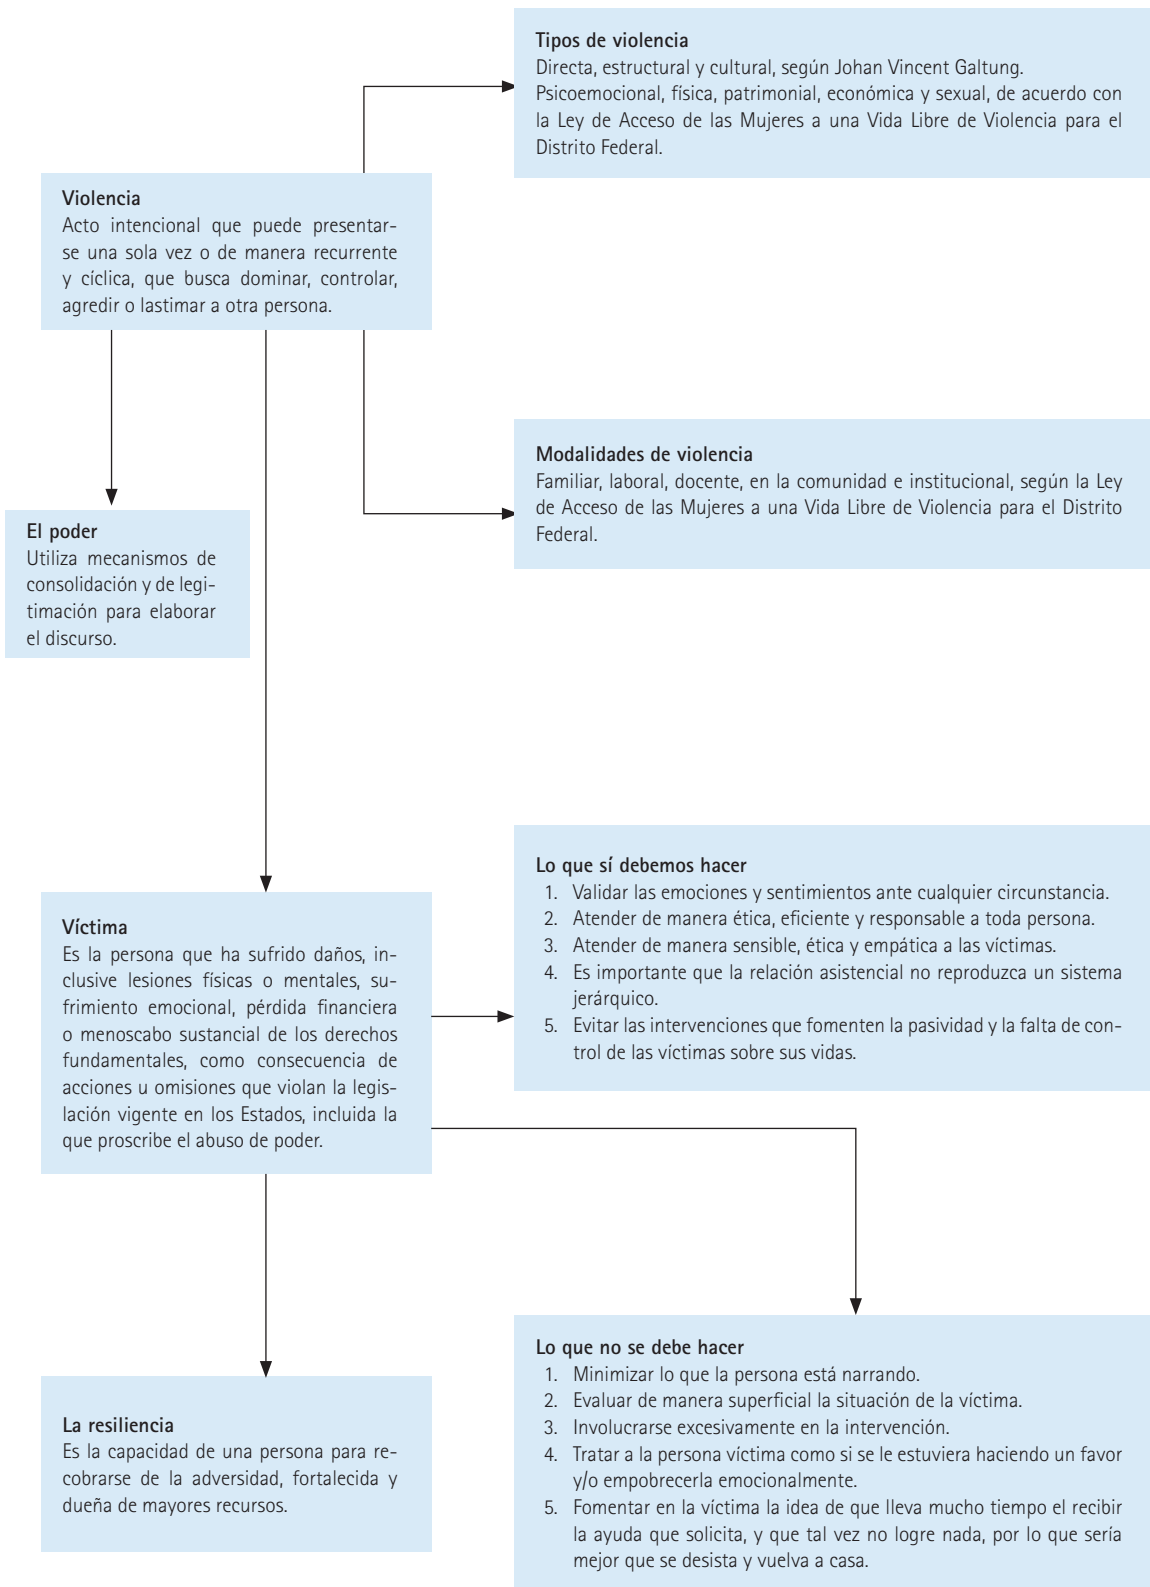 Tipos de violencia
Directa, estructural y cultural, según Johan Vincent Galtung.
Psicoemocional, física, patrimonial, económica y sexual, de acuerdo con
la Ley de Acceso de las Mujeres a una Vida Libre de Violencia para el
Distrito Federal.
Violencia
Acto intencional que puede presentar-
se una sola vez o de manera recurrente
y cíclica, que busca dominar, controlar,
agredir o lastimar a otra persona.
Modalidades de violencia
Familiar, laboral, docente, en la comunidad e institucional, según la Ley
de Acceso de las Mujeres a una Vida Libre de Violencia para el Distrito
Federal.
El poder
Utiliza mecanismos de
consolidación y de legi-
timación para elaborar
el discurso.
Lo que sí debemos hacer
1. Validar las emociones y sentimientos ante cualquier circunstancia.
2. Atender de manera ética, eficiente y responsable a toda persona.
3. Atender de manera sensible, ética y empática a las víctimas.
4. Es importante que la relación asistencial no reproduzca un sistema
jerárquico.
5. Evitar las intervenciones que fomenten la pasividad y la falta de con-
trol de las víctimas sobre sus vidas.
Víctima
Es la persona que ha sufrido daños, in-
clusive lesiones físicas o mentales, su-
frimiento emocional, pérdida financiera
o menoscabo sustancial de los derechos
fundamentales, como consecuencia de
acciones u omisiones que violan la legis-
lación vigente en los Estados, incluida la
que proscribe el abuso de poder.
Lo que no se debe hacer
1. Minimizar lo que la persona está narrando.
2. Evaluar de manera superficial la situación de la víctima.
3. Involucrarse excesivamente en la intervención.
4. Tratar a la persona víctima como si se le estuviera haciendo un favor
y/o empobrecerla emocionalmente.
5. Fomentar en la víctima la idea de que lleva mucho tiempo el recibir
la ayuda que solicita, y que tal vez no logre nada, por lo que sería
mejor que se desista y vuelva a casa.
La resiliencia
Es la capacidad de una persona para re-
cobrarse de la adversidad, fortalecida y
dueña de mayores recursos.